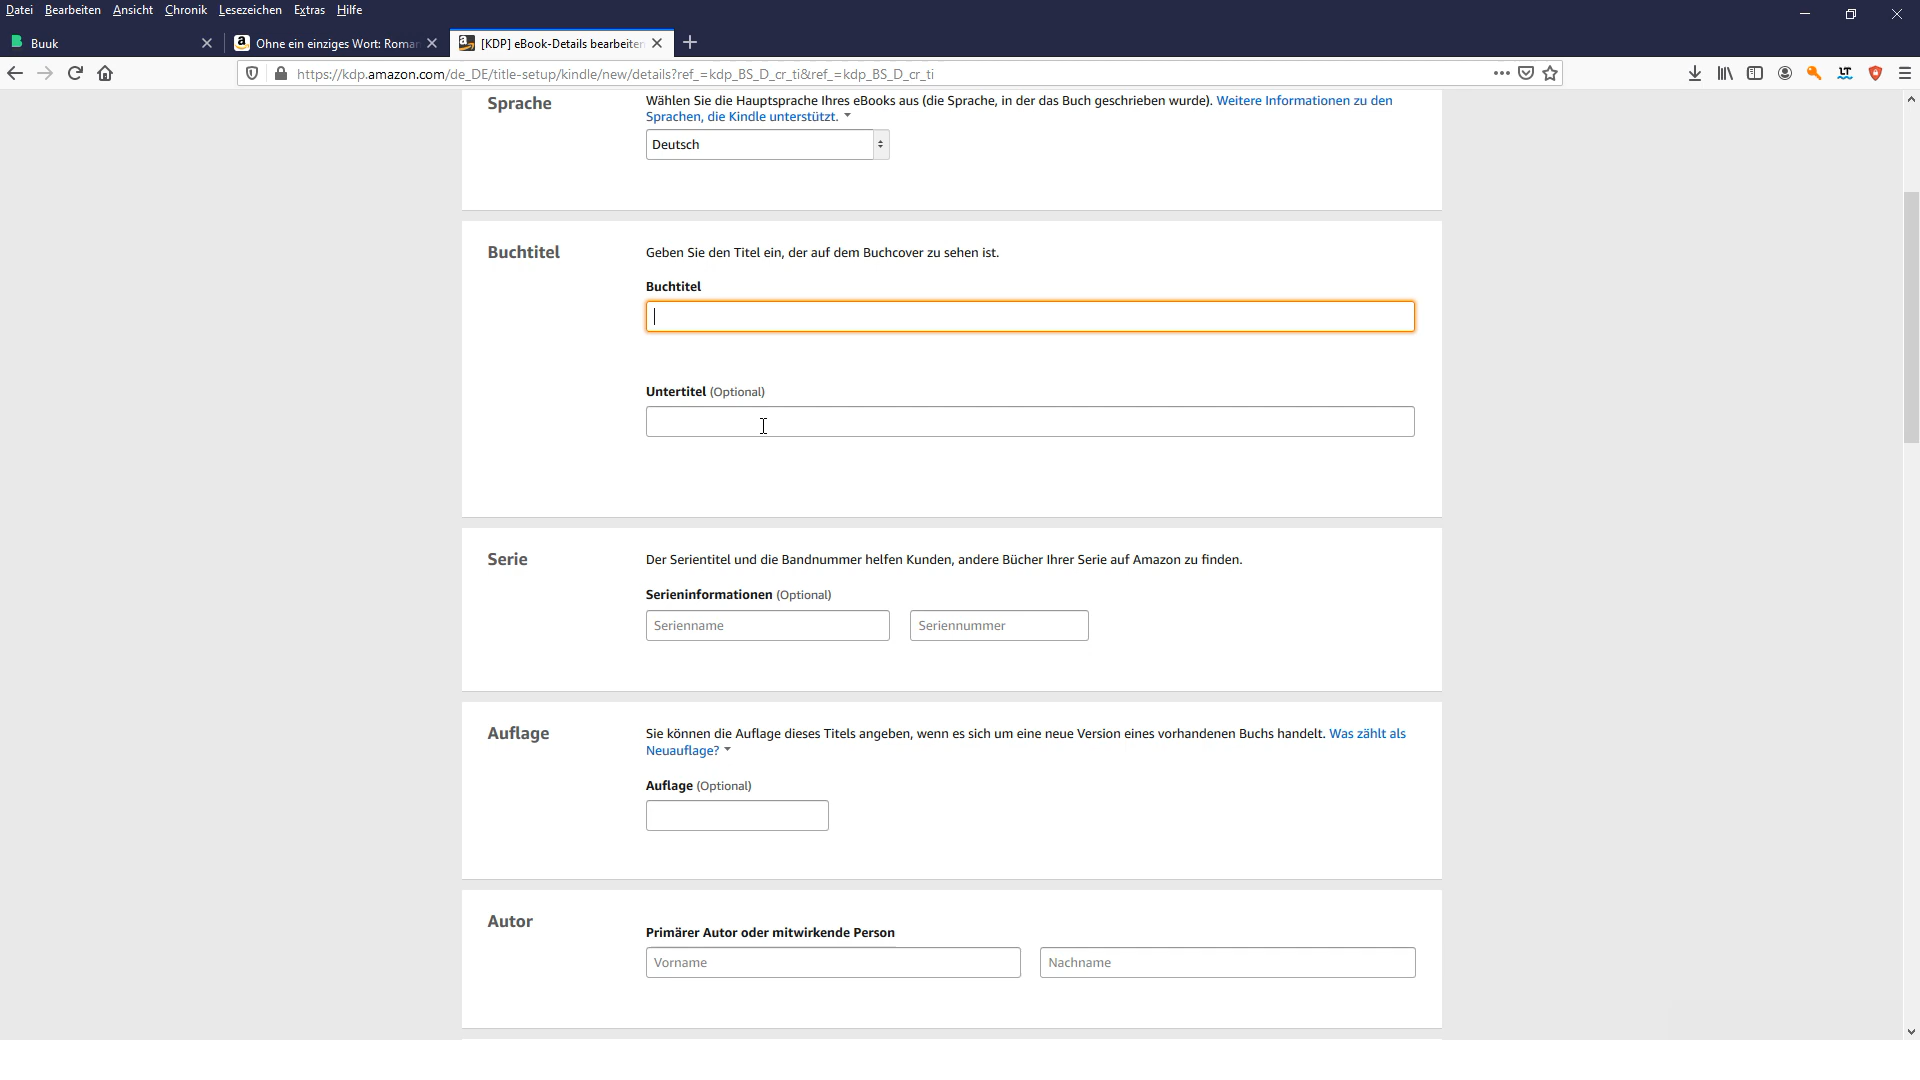 Datei Bearbeiten Ansicht Chronik Lesezeichen Extras Hilfe
Buuk
Ohne ein einziges Wort: Roman
[KDP] eBook-Details bearbeiten
https://kdp.amazon.com/de_DE/title-setup/kindle/new/details?ref_=kdp_BS_D_cr_ti&ref_=kdp_BS_D_cr_ti
Sprache
Wählen Sie die Hauptsprache Ihres eBooks aus (die Sprache, in der das Buch geschrieben wurde). Weitere Informationen zu den
Sprachen, die Kindle unterstützt.
Deutsch
Buchtitel
Geben Sie den Titel ein, der auf dem Buchcover zu sehen ist.
Buchtitel
Untertitel (Optional)
Serie
Der Serientitel und die Bandnummer helfen Kunden, andere Bücher Ihrer Serie auf Amazon zu finden.
Serieninformationen (Optional)
Serienname
Seriennummer
Auflage
Sie können die Auflage dieses Titels angeben, wenn es sich um eine neue Version eines vorhandenen Buchs handelt. Was zählt als
Neuauflage?
Auflage (Optional)
Autor
Primärer Autor oder mitwirkende Person
Vorname
Nachname